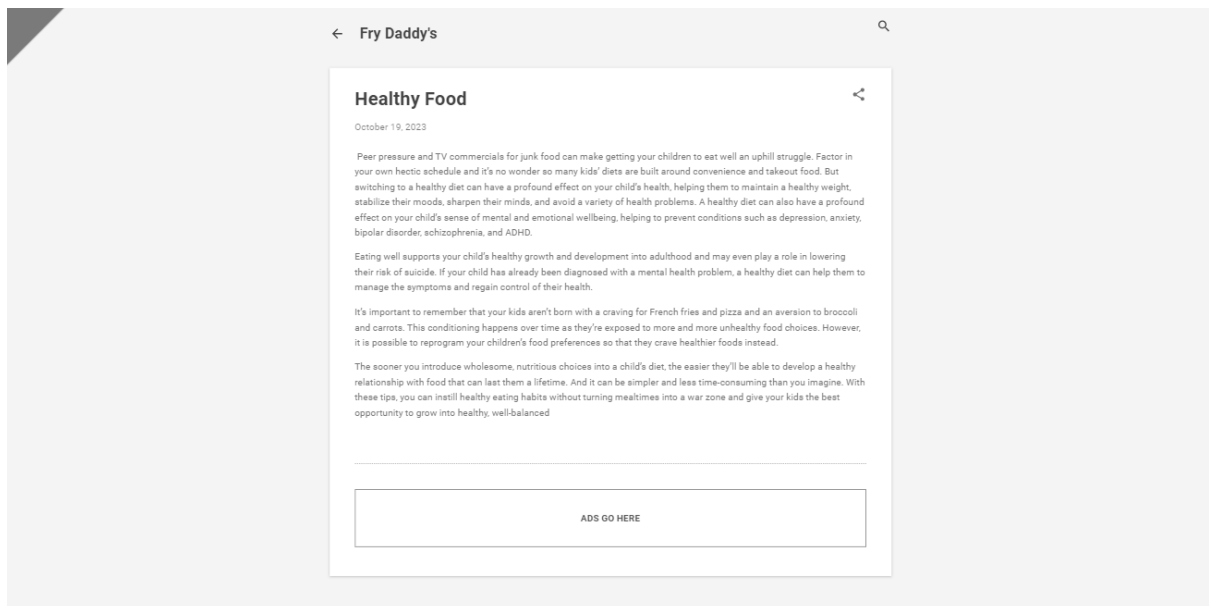 Fry Daddy's
Healthy Food
October 19, 2023
Peer pressure and TV commercials for junk food can make getting your children to eat well an uphill struggle. Factor in
your own hectic schedule and it's no wonder so many kids' diets are built around convenience and takeout food. But
switching to a healthy diet can have a profound effect on your child's health, helping them to maintain a healthy weight,
stabilize their moods, sharpen their minds, and avoid a variety of health problems. A healthy diet can also have a profound
effect on your child's sense of mental and emotional wellbeing, helping to prevent conditions such as depression, anxiety,
bipolar disorder, schizophrenia, and ADHD.
Eating well supports your child's healthy growth and development into adulthood and may even play a role in lowering
their risk of suicide. If your child has already been diagnosed with a mental health problem, a healthy diet can help them to
manage the symptoms and regain control of their health.
It's important to remember that your kids aren't born with a craving for French fries and pizza and an aversion to broccoli
and carrots. This conditioning happens over time as they're exposed to more and more unhealthy food choices. However,
it is possible to reprogram your children's food preferences so that they crave healthier foods instead.
The sooner you introduce wholesome, nutritious choices into a child's diet, the easier they'll be able to develop a healthy
relationship with food that can last them a lifetime. And it can be simpler and less time-consuming than you imagine. With
these tips, you can instill healthy eating habits without turning mealtimes into a war zone and give your kids the best
opportunity to grow into healthy, well-balanced
ADS GO HERE